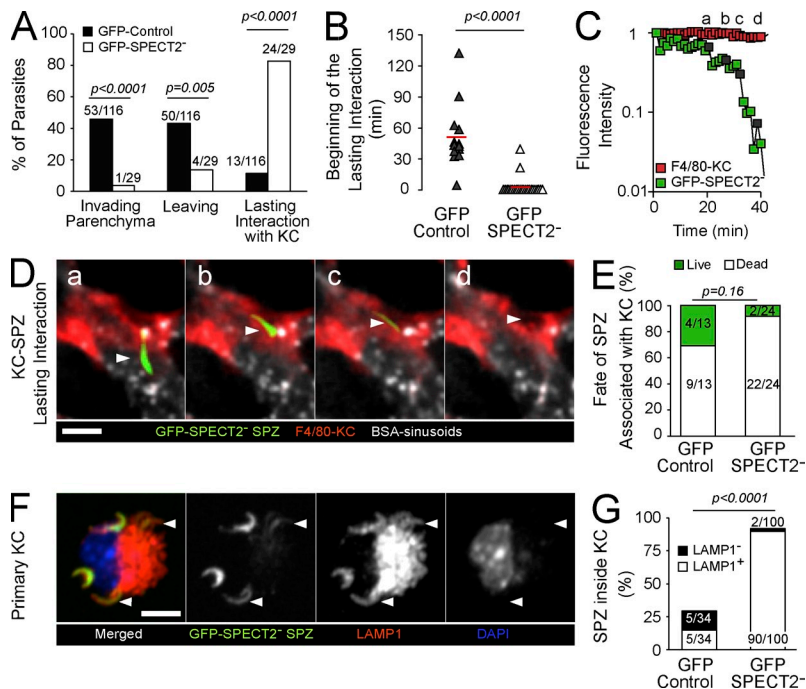 A
GFP-Control
GFP-SPECT2-
p<0.0001
% of Parasites
100
80
60
40
20
0
p<0.0001
p=0.005
24/29
53/116
50/116
13/116
1/29
4/29
Invading Parenchyma
Leaving
Lasting Interaction with KC
B
p<0.0001
Beginning of the Lasting Interaction (min)
150
120
90
60
30
0
GFP Control
GFP SPECT2-
C
a b c d
Fluorescence Intensity
1
0.1
0.01
F4/80-KC
GFP-SPECT2-
0 10 20 30 40
Time (min)
D
KC-SPZ Lasting Interaction
a
b
c
d
GFP-SPECT2- SPZ F4/80-KC BSA-sinusoids
E
Live Dead
p=0.16
Fate of SPZ Associated with KC (%)
100
80
60
40
20
0
4/13
9/13
2/24
22/24
GFP Control
GFP SPECT2-
F
Primary KC
Merged
GFP-SPECT2- SPZ
LAMP1
DAPI
G
p<0.0001
SPZ inside KC (%)
100
75
50
25
0
LAMP1-
LAMP1+
2/100
5/34
5/34
90/100
GFP Control
GFP SPECT2-